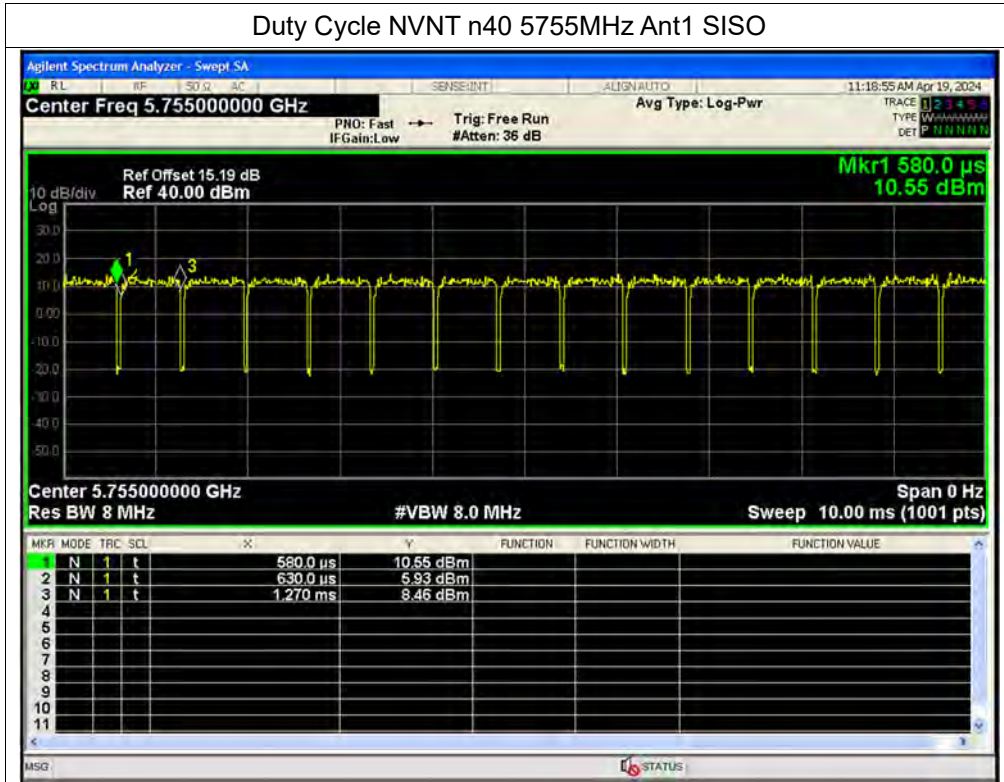 Duty Cycle NVNT n40 5755MHz Ant1 SISO
Agilent Spectrum Analyzer - Swept SA
RL RF 50 Ω AC SENSE:INT ALIGN AUTO 11:18:55 AM Apr 19, 2024
Center Freq 5.755000000 GHz
PNO: Fast
IFGain:Low
Trig: Free Run
#Atten: 36 dB
Avg Type: Log-Pwr
TRACE 1 2 3 4 5 6
TYPE W
DET P N N N N N
Mkr1 580.0 µs
10.55 dBm
Ref Offset 15.19 dB
10 dB/div Ref 40.00 dBm
Log
30.0
20.0
10.0
0.00
-10.0
-20.0
-30.0
-40.0
-50.0
1
3
Center 5.755000000 GHz Span 0 Hz
Res BW 8 MHz #VBW 8.0 MHz Sweep 10.00 ms (1001 pts)
MKR MODE TRC SCL X Y FUNCTION FUNCTION WIDTH FUNCTION VALUE
1 N 1 t 580.0 µs 10.55 dBm
2 N 1 t 630.0 µs 5.93 dBm
3 N 1 t 1.270 ms 8.46 dBm
4
5
6
7
8
9
10
11
MSG STATUS